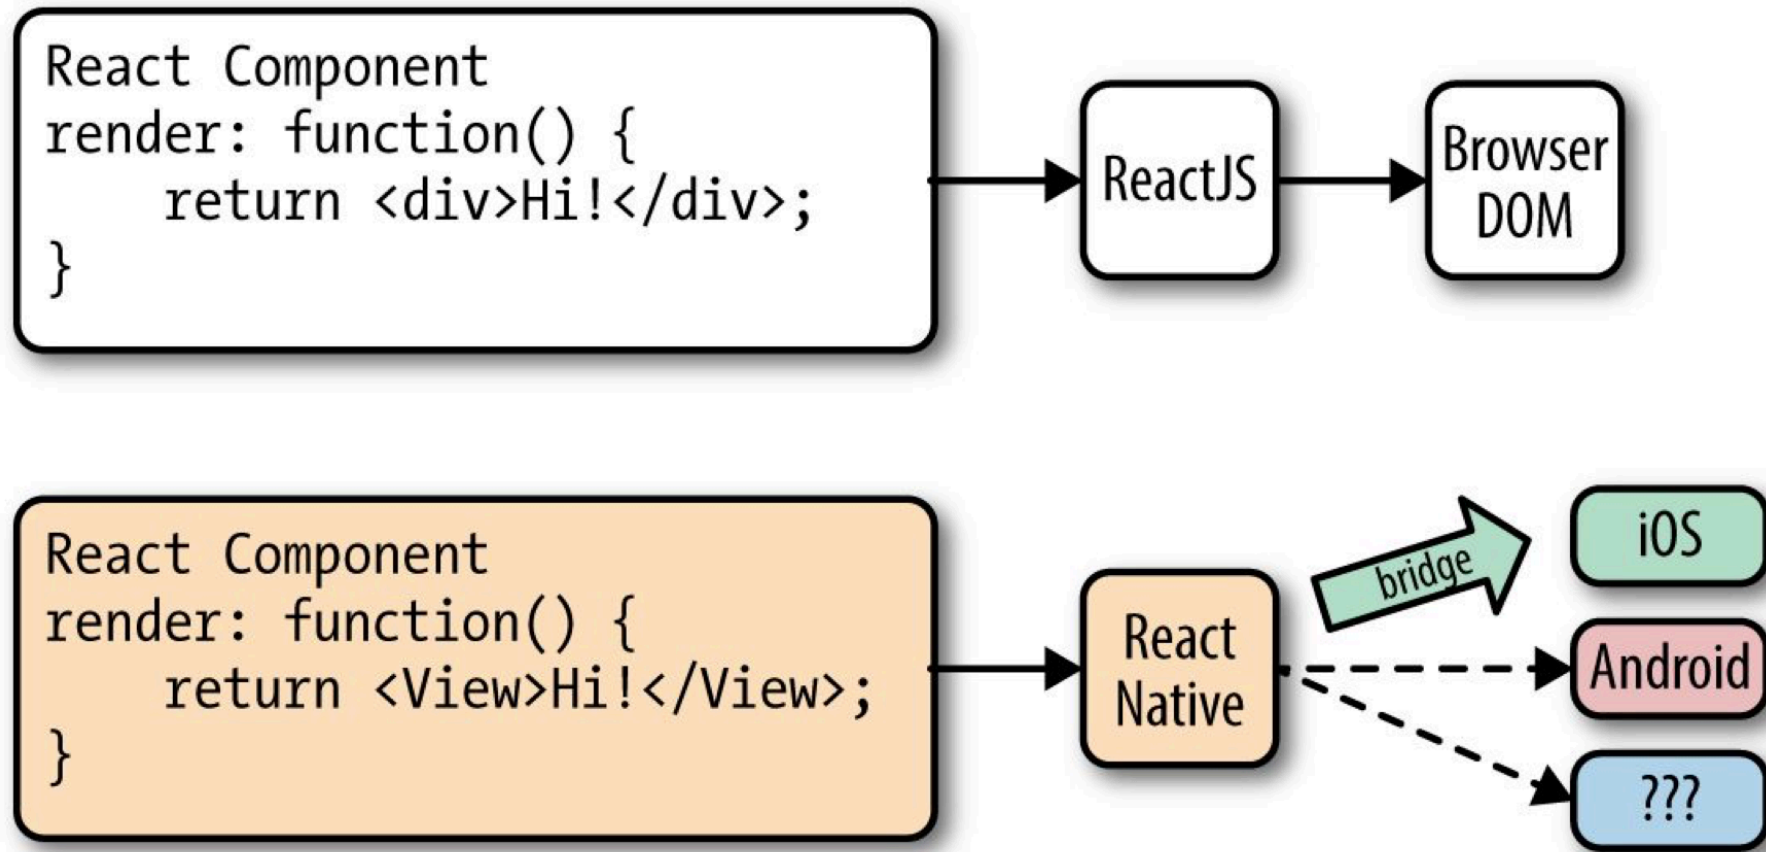 React Component
render: function() {
    return <div>Hi!</div>;
}
ReactJS
Browser
DOM
React Component
render: function() {
    return <View>Hi!</View>;
}
React
Native
bridge
iOS
Android
???